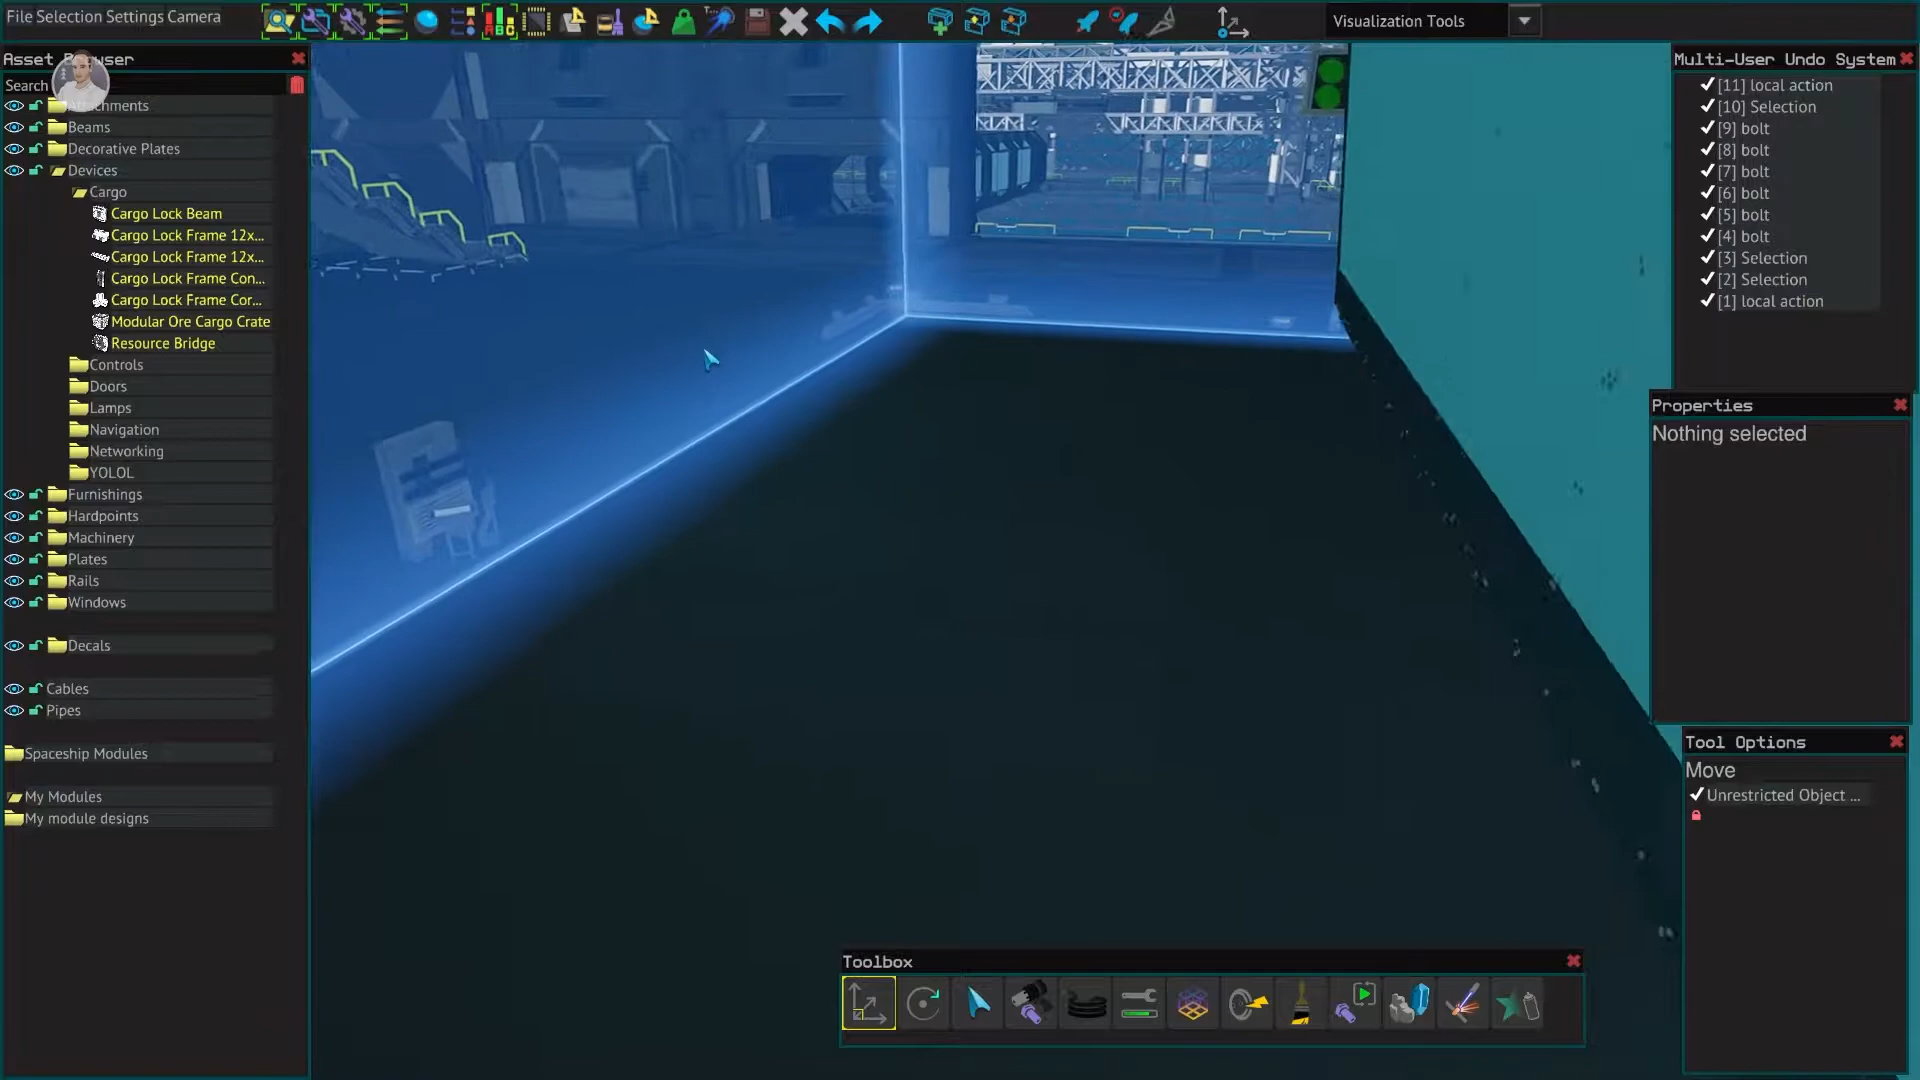 File Selection Settings Camera
Visualization Tools
Asset Browser
Search
Attachments
Beams
Decorative Plates
Devices
Cargo
Cargo Lock Beam
Cargo Lock Frame 12x...
Cargo Lock Frame 12x...
Cargo Lock Frame Con...
Cargo Lock Frame Cor...
Modular Ore Cargo Crate
Resource Bridge
Controls
Doors
Lamps
Navigation
Networking
YOLOL
Furnishings
Hardpoints
Machinery
Plates
Rails
Windows
Decals
Cables
Pipes
Spaceship Modules
My Modules
My module designs
Multi-User Undo System
[11] local action
[10] Selection
[9] bolt
[8] bolt
[7] bolt
[6] bolt
[5] bolt
[4] bolt
[3] Selection
[2] Selection
[1] local action
Properties
Nothing selected
Tool Options
Move
Unrestricted Object ...
Toolbox